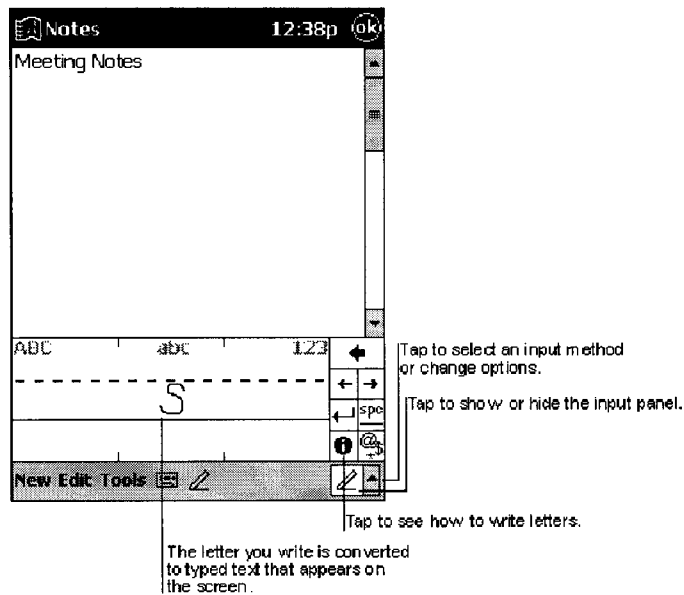 Notes 12:38p ok
Meeting Notes
ABC abc 123
S
spc
@
$
New Edit Tools
Tap to select an input method
or change options.
Tap to show or hide the input panel.
Tap to see how to write letters.
The letter you write is converted
to typed text that appears on
the screen.